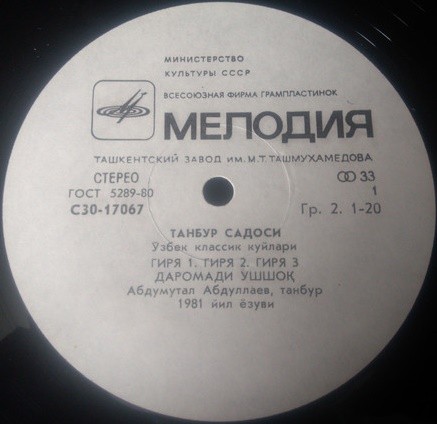 МИНИСТЕРСТВО
КУЛЬТУРЫ СССР
ВСЕСОЮЗНАЯ ФИРМА ГРАМПЛАСТИНОК
МЕЛОДИЯ
ТАШКЕНТСКИЙ ЗАВОД ИМ. М.Т. ТАШМУХАМЕДОВА
СТЕРЕО 33
ГОСТ 5289-80 1
С30-17067 Гр. 2. 1-20
ТАНБУР САДОСИ
Ўзбек классик куйлари
ГИРЯ 1. ГИРЯ 2. ГИРЯ 3
ДАРОМАДИ УШШОҚ
Абдумутал Абдуллаев, танбур
1981 йил ёзуви